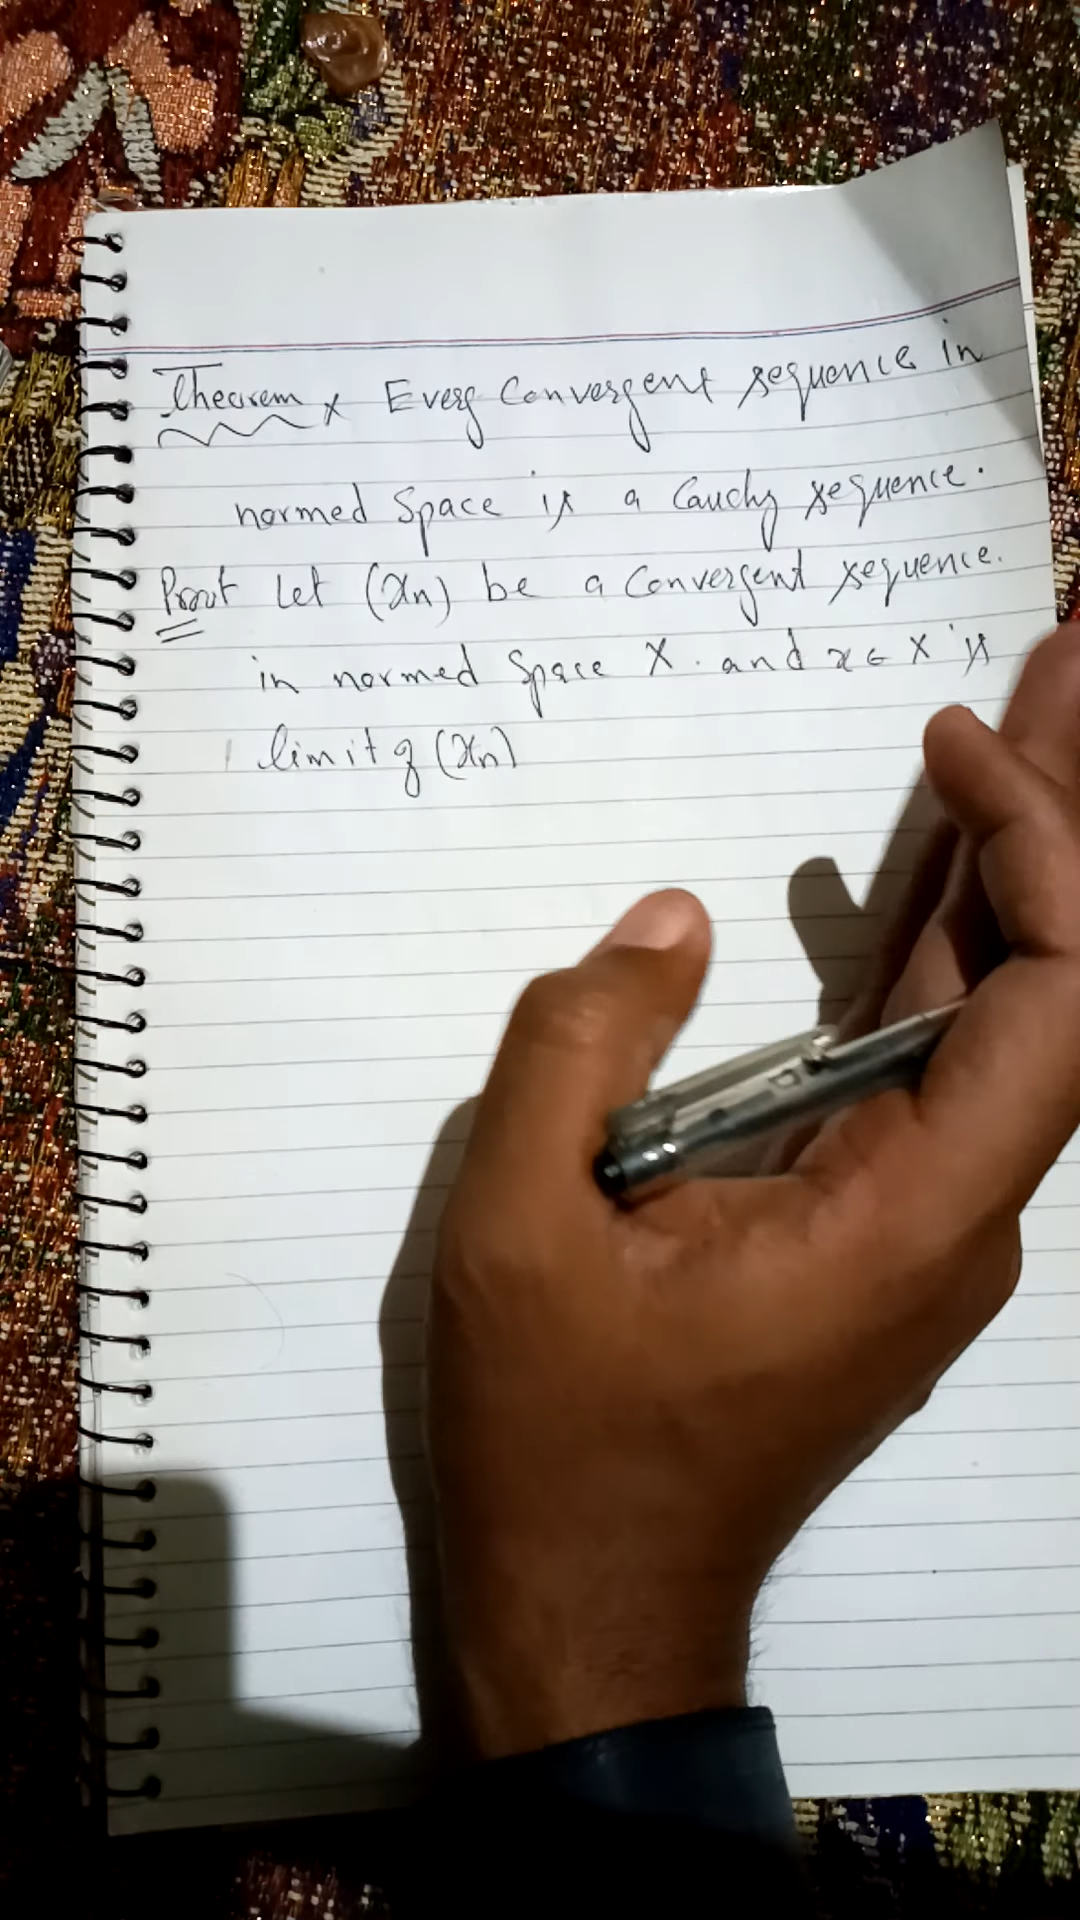 Theorem x Every Convergent sequence in
normed Space is a Cauchy sequence.
Proof Let (xn) be a Convergent sequence.
in normed Space X. and x ∈ X is
limit of (xn)